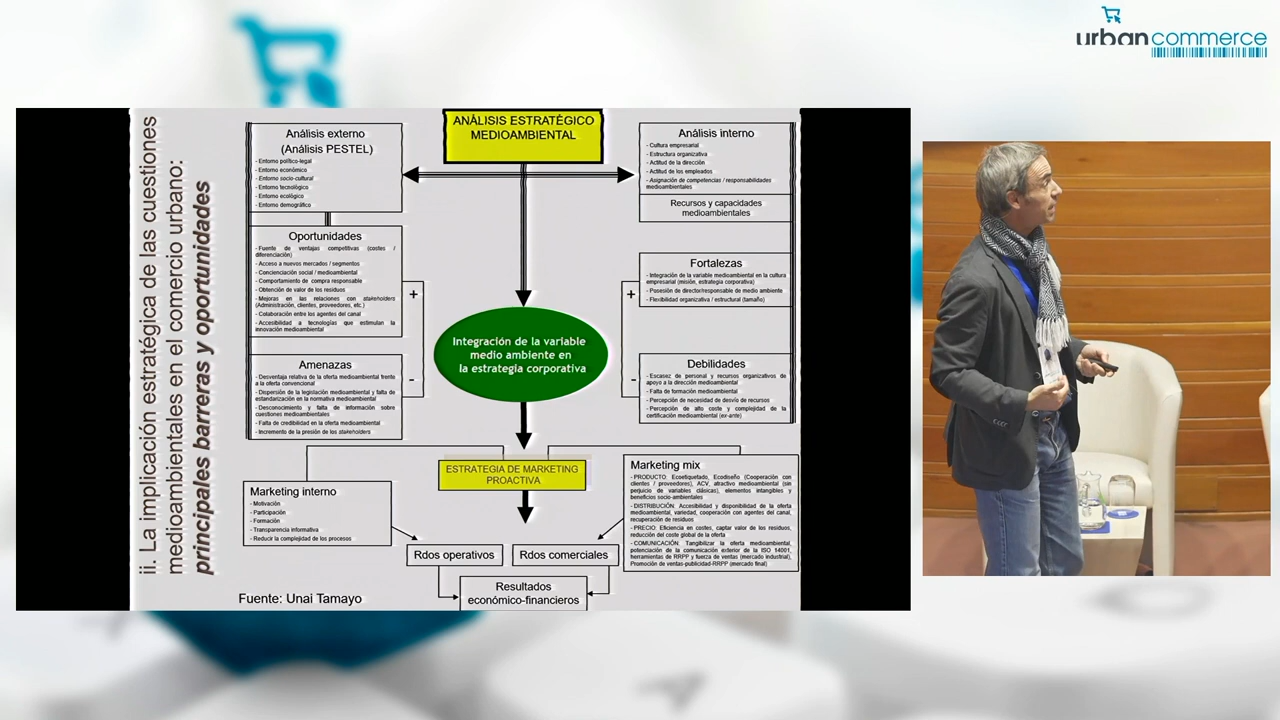 urbancommerce
ii. La implicación estratégica de las cuestiones
medioambientales en el comercio urbano:
principales barreras y oportunidades
ANÁLISIS ESTRATÉGICO
MEDIOAMBIENTAL
Análisis externo
(Análisis PESTEL)
- Entorno político-legal
- Entorno económico
- Entorno socio-cultural
- Entorno tecnológico
- Entorno ecológico
- Entorno demográfico
Análisis interno
- Cultura empresarial
- Estructura organizativa
- Actitud de la dirección
- Actitud de los empleados
- Asignación de competencias / responsabilidades
medioambientales
Recursos y capacidades
medioambientales
Oportunidades
- Fuente de ventajas competitivas (costes /
diferenciación)
- Acceso a nuevos mercados / segmentos
- Concienciación social / medioambiental
- Comportamiento de compra responsable
- Obtención de valor de los residuos
- Mejoras en las relaciones con stakeholders
(Administración, clientes, proveedores, etc.)
- Colaboración entre los agentes del canal
- Accesibilidad a tecnologías que estimulan la
innovación medioambiental
+
Fortalezas
- Integración de la variable medioambiental en la cultura
empresarial (misión, estrategia corporativa)
- Posesión de director/responsable de medio ambiente
- Flexibilidad organizativa / estructural (tamaño)
+
Integración de la variable
medio ambiente en
la estrategia corporativa
Amenazas
- Desventaja relativa de la oferta medioambiental frente
a la oferta convencional
- Dispersión de la legislación medioambiental y falta de
estandarización en la normativa medioambiental
- Desconocimiento y falta de información sobre
cuestiones medioambientales
- Falta de credibilidad en la oferta medioambiental
- Incremento de la presión de los stakeholders
-
Debilidades
- Escasez de personal y recursos organizativos de
apoyo a la dirección medioambiental
- Falta de formación medioambiental
- Percepción de necesidad de desvío de recursos
- Percepción de alto coste y complejidad de la
certificación medioambiental (ex-ante)
-
ESTRATEGIA DE MARKETING
PROACTIVA
Marketing interno
- Motivación
- Participación
- Formación
- Transparencia informativa
- Reducir la complejidad de los procesos
Marketing mix
- PRODUCTO: Ecoetiquetado, Ecodiseño (Cooperación con
clientes / proveedores), ACV, atractivo medioambiental (sin
perjuicio de variables clásicas), elementos intangibles y
beneficios socio-ambientales
- DISTRIBUCIÓN: Accesibilidad y disponibilidad de la oferta
medioambiental, variedad, cooperación con agentes del canal,
recuperación de residuos
- PRECIO: Eficiencia en costes, captar valor de los residuos,
reducción del coste global de la oferta
- COMUNICACIÓN: Tangibilizar la oferta medioambiental,
potenciación de la comunicación exterior de la ISO 14001,
herramientas de RRPP y fuerza de ventas (mercado industrial),
Promoción de ventas-publicidad-RRPP (mercado final)
Rdos operativos
Rdos comerciales
Resultados
económico-financieros
Fuente: Unai Tamayo